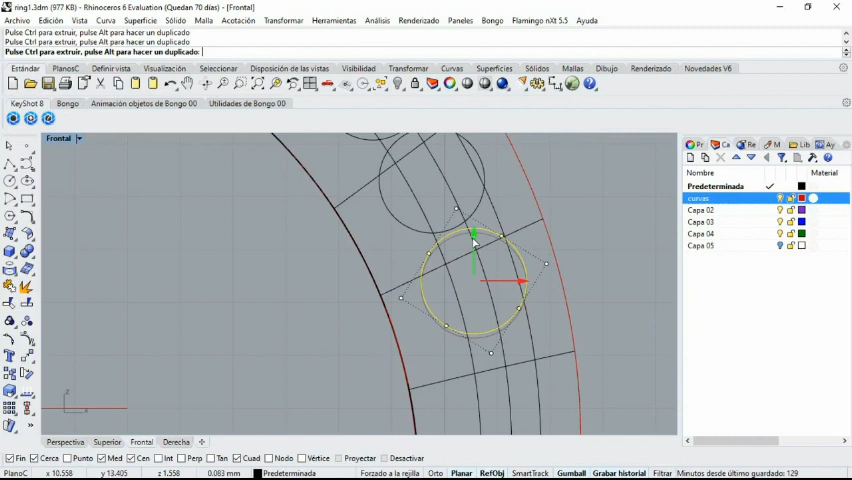 ring1.3dm (977 KB) - Rhinoceros 6 Evaluation (Quedan 70 días) - [Frontal]
Archivo Edición Vista Curva Superficie Sólido Malla Acotación Transformar Herramientas Análisis Renderizado Paneles Bongo Flamingo nXt 5.5 Ayuda
Pulse Ctrl para extruir, pulse Alt para hacer un duplicado
Pulse Ctrl para extruir, pulse Alt para hacer un duplicado
Pulse Ctrl para extruir, pulse Alt para hacer un duplicado:
Estándar PlanosC Definir vista Visualización Seleccionar Disposición de las vistas Visibilidad Transformar Curvas Superficies Sólidos Mallas Dibujo Renderizado Novedades V6
KeyShot 8 Bongo Animación objetos de Bongo 00 Utilidades de Bongo 00
Frontal
Pr Ca Re M Lib Ay
Nombre Material
Predeterminada
curvas
Capa 02
Capa 03
Capa 04
Capa 05
z
x
Perspectiva Superior Frontal Derecha
Fin Cerca Punto Med Cen Int Perp Tan Cuad Nodo Vértice Proyectar Desactivar
PlanoC x 10.558 y 13.405 z 1.558 0.083 mm Predeterminada Forzado a la rejilla Orto Planar RefObj SmartTrack Gumball Grabar historial Filtrar Minutos desde último guardado: 129